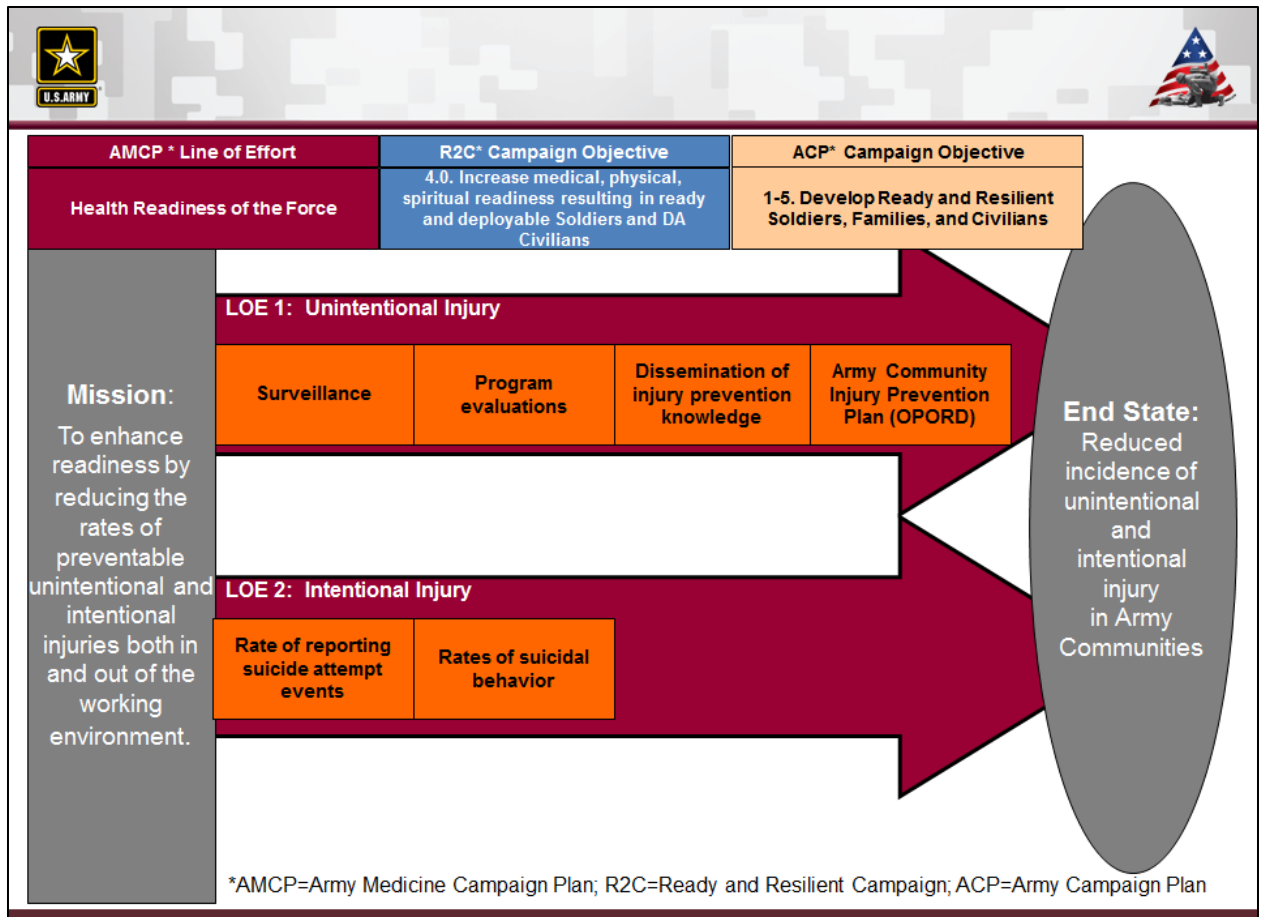 U.S.ARMY
AMCP * Line of Effort
R2C* Campaign Objective
ACP* Campaign Objective
Health Readiness of the Force
4.0. Increase medical, physical,
spiritual readiness resulting in ready
and deployable Soldiers and DA
Civilians
1-5. Develop Ready and Resilient
Soldiers, Families, and Civilians
Mission:
To enhance
readiness by
reducing the
rates of
preventable
unintentional and
intentional
injuries both in
and out of the
working
environment.
LOE 1: Unintentional Injury
Surveillance
Program
evaluations
Dissemination of
injury prevention
knowledge
Army Community
Injury Prevention
Plan (OPORD)
LOE 2: Intentional Injury
Rate of reporting
suicide attempt
events
Rates of suicidal
behavior
End State:
Reduced
incidence of
unintentional
and
intentional
injury
in Army
Communities
*AMCP=Army Medicine Campaign Plan; R2C=Ready and Resilient Campaign; ACP=Army Campaign Plan